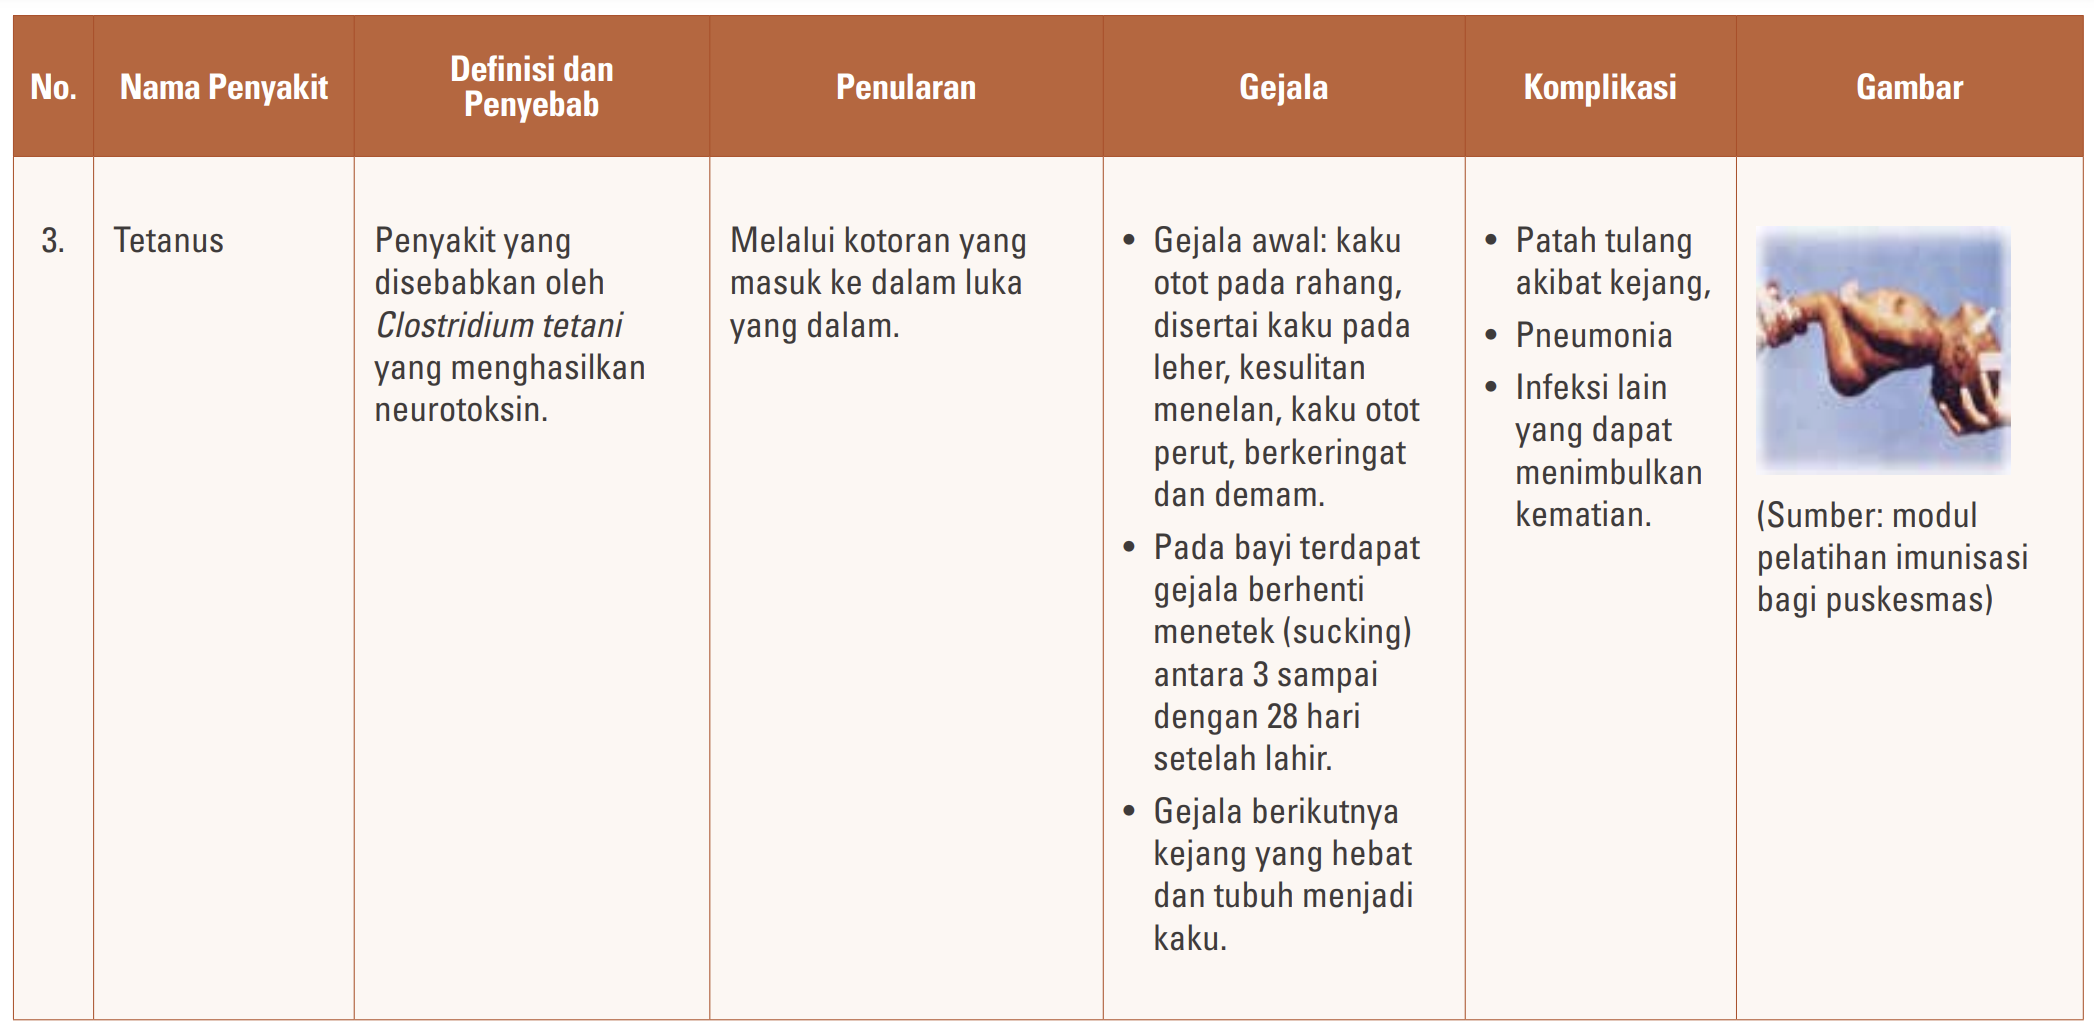 No.
Nama Penyakit
Definisi dan
Penyebab
Penularan
Gejala
Komplikasi
Gambar
3.
Tetanus
Penyakit yang
disebabkan oleh
Clostridium tetani
yang menghasilkan
neurotoksin.
Melalui kotoran yang
masuk ke dalam luka
yang dalam.
• Gejala awal: kaku
otot pada rahang,
disertai kaku pada
leher, kesulitan
menelan, kaku otot
perut, berkeringat
dan demam.
• Pada bayi terdapat
gejala berhenti
menetek (sucking)
antara 3 sampai
dengan 28 hari
setelah lahir.
• Gejala berikutnya
kejang yang hebat
dan tubuh menjadi
kaku.
• Patah tulang
akibat kejang,
• Pneumonia
• Infeksi lain
yang dapat
menimbulkan
kematian.
(Sumber: modul
pelatihan imunisasi
bagi puskesmas)